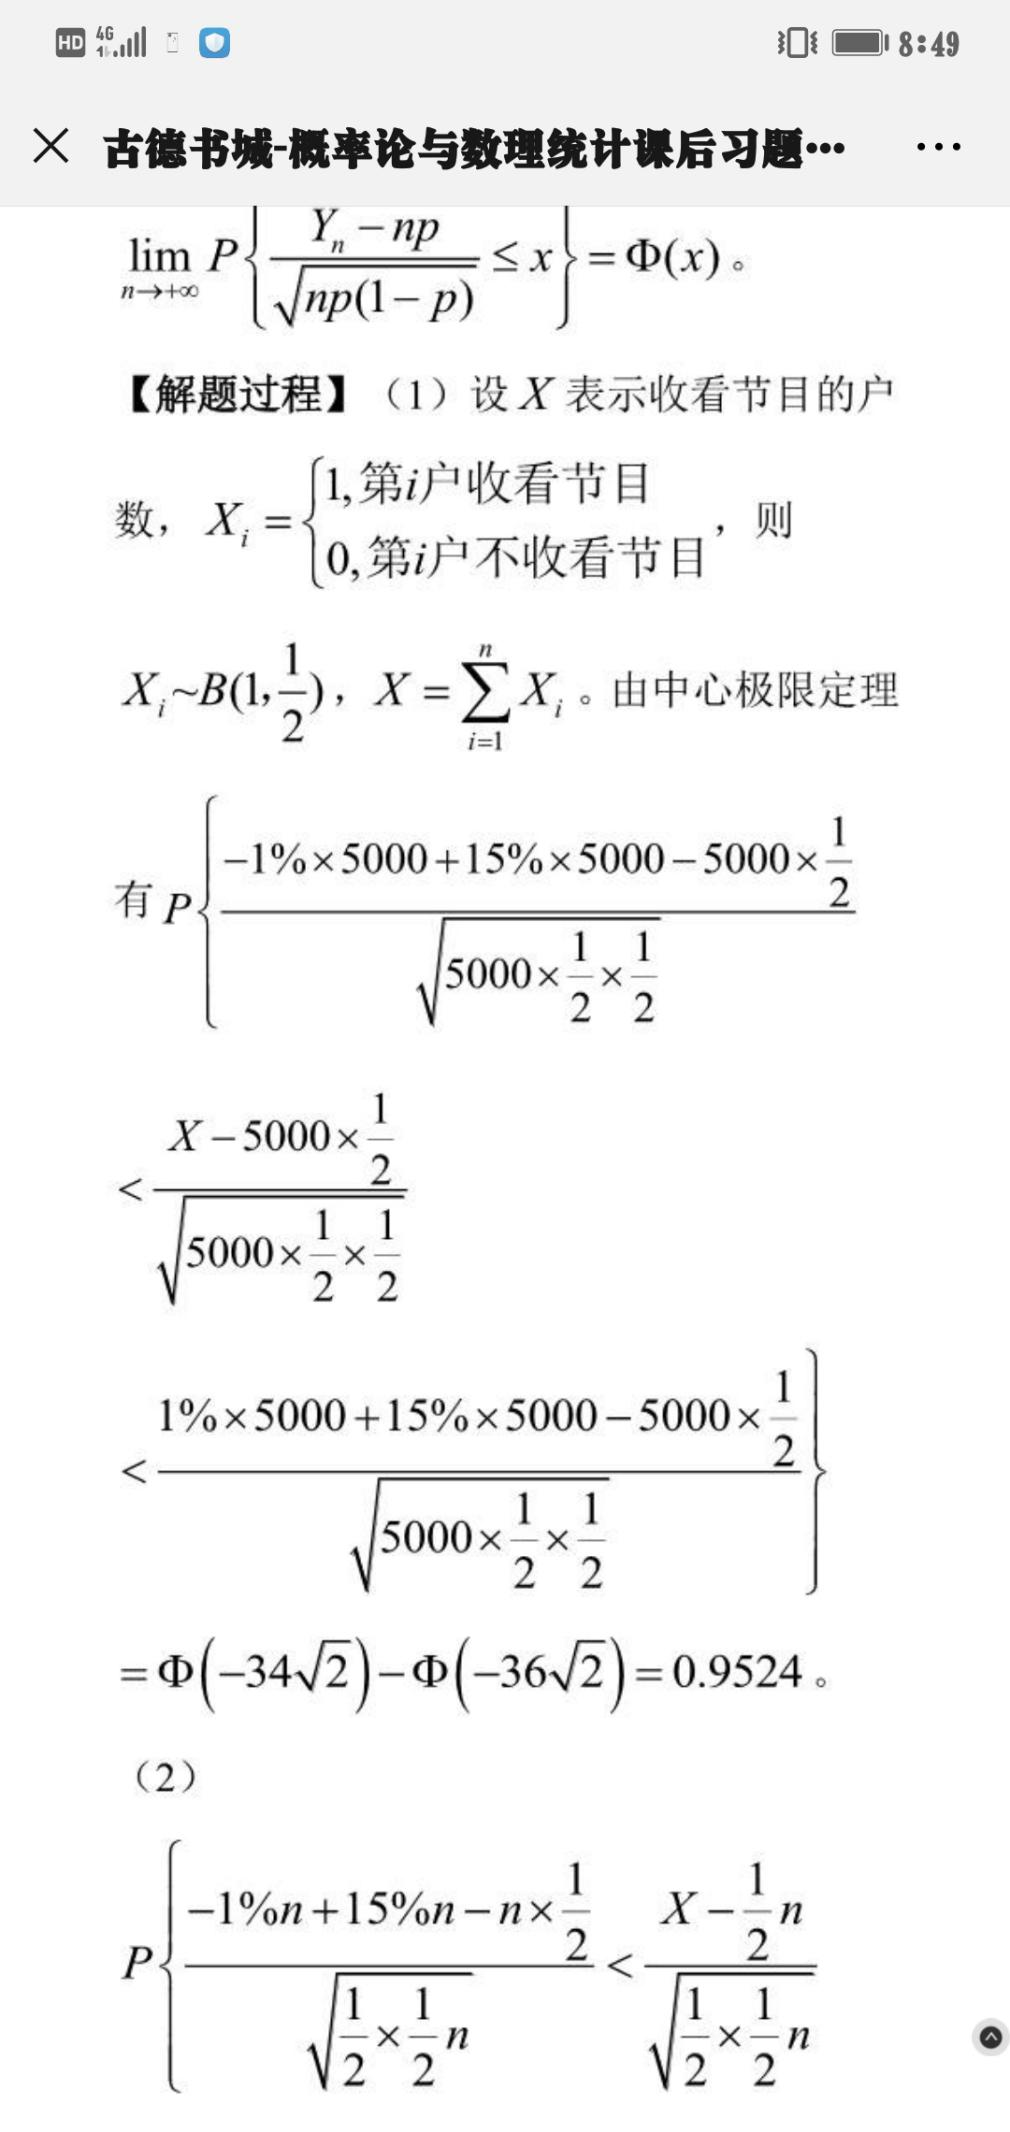 HD 4G 8:49
古德书城-概率论与数理统计课后习题… ...
lim_{n→+∞} P{ (Y_n − np) / √(np(1−p)) ≤ x } = Φ(x)。
【解题过程】（1）设 X 表示收看节目的户
数，X_i = { 1,第i户收看节目
0,第i户不收看节目 ，则
X_i ~B(1, 1/2)，X = ∑_{i=1}^{n} X_i。由中心极限定理
有 P{ (−1%×5000+15%×5000−5000× 1/2) / √(5000× 1/2 × 1/2)
< (X−5000× 1/2) / √(5000× 1/2 × 1/2)
< (1%×5000+15%×5000−5000× 1/2) / √(5000× 1/2 × 1/2) }
= Φ(−34√2) − Φ(−36√2) = 0.9524。
（2）
P{ (−1%n+15%n−n× 1/2) / √(1/2 × 1/2 n) < (X− 1/2 n) / √(1/2 × 1/2 n)